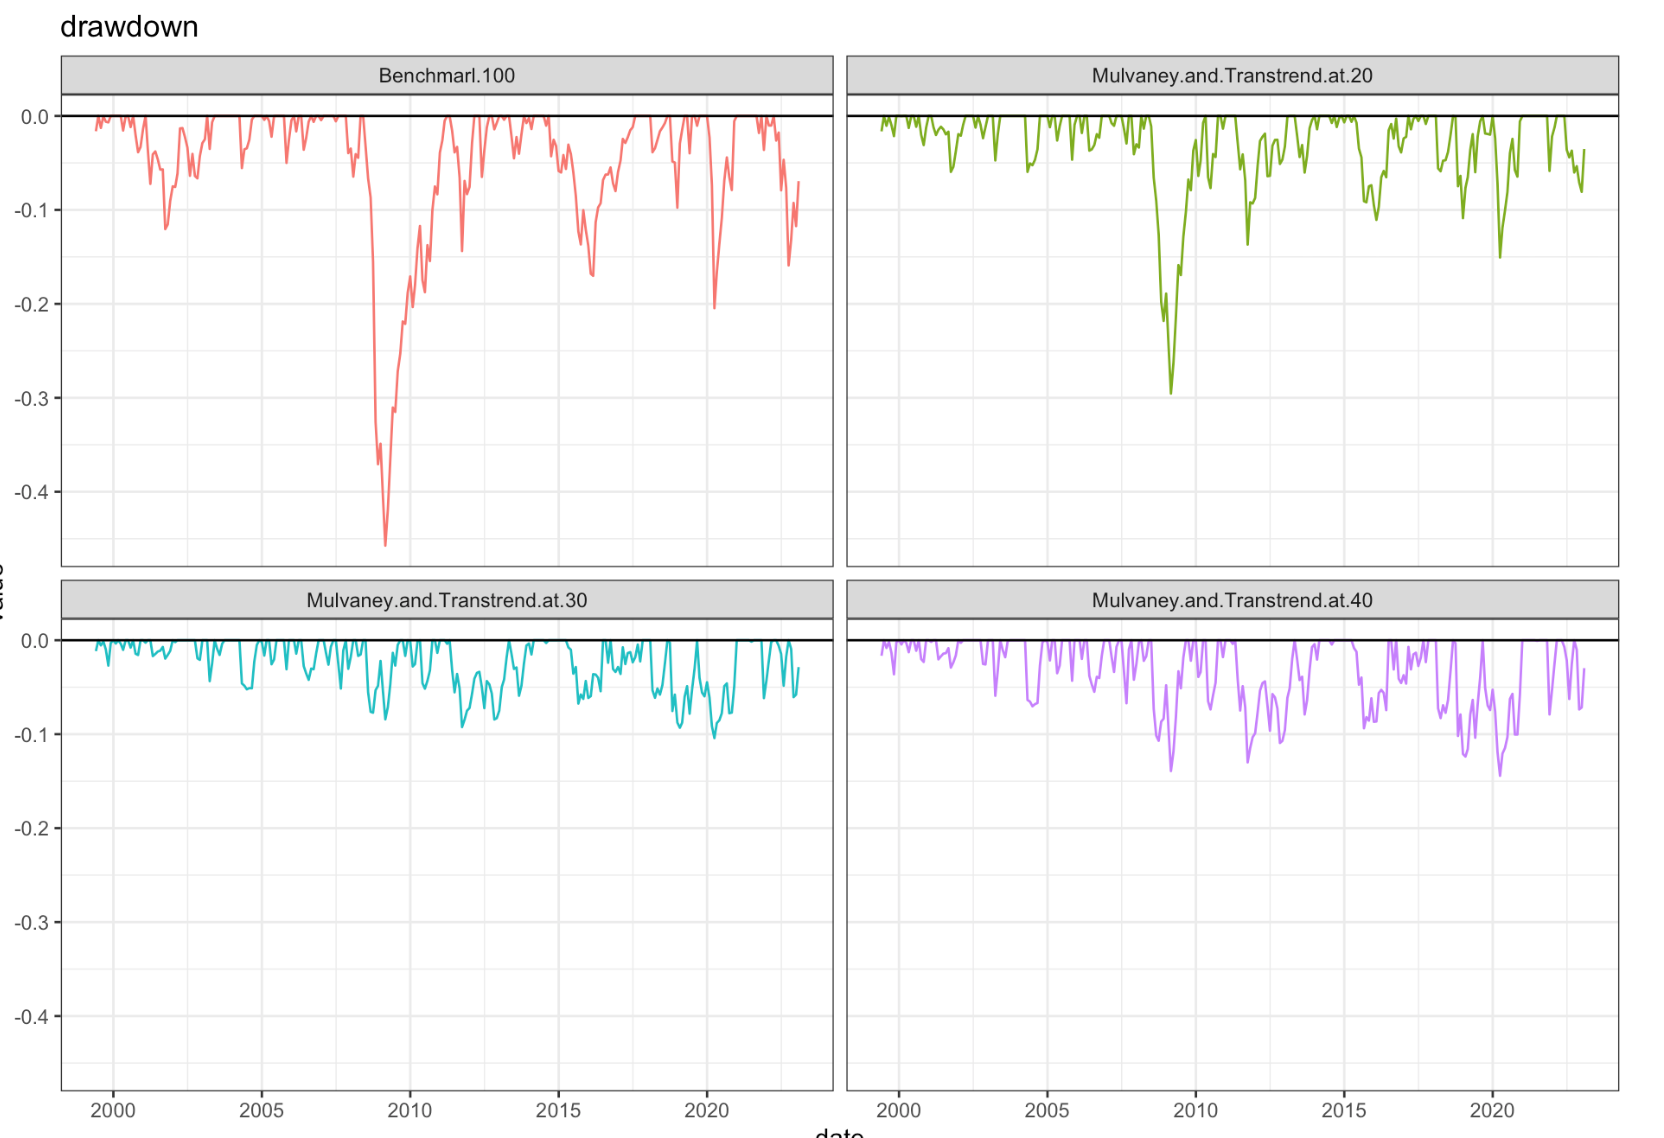 drawdown
Benchmarl.100
Mulvaney.and.Transtrend.at.20
0.0
-0.1
-0.2
-0.3
-0.4
Mulvaney.and.Transtrend.at.30
Mulvaney.and.Transtrend.at.40
0.0
-0.1
-0.2
-0.3
-0.4
2000 2005 2010 2015 2020
2000 2005 2010 2015 2020
date